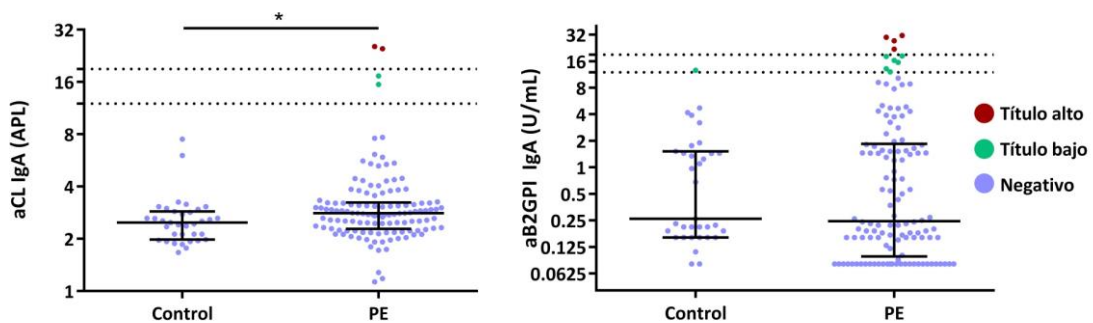 *
32
16
8
4
2
1
aCL IgA (APL)
Control
PE
32
16
8
4
2
1
0.5
0.25
0.125
0.0625
aB2GPI IgA (U/mL)
Control
PE
Título alto
Título bajo
Negativo